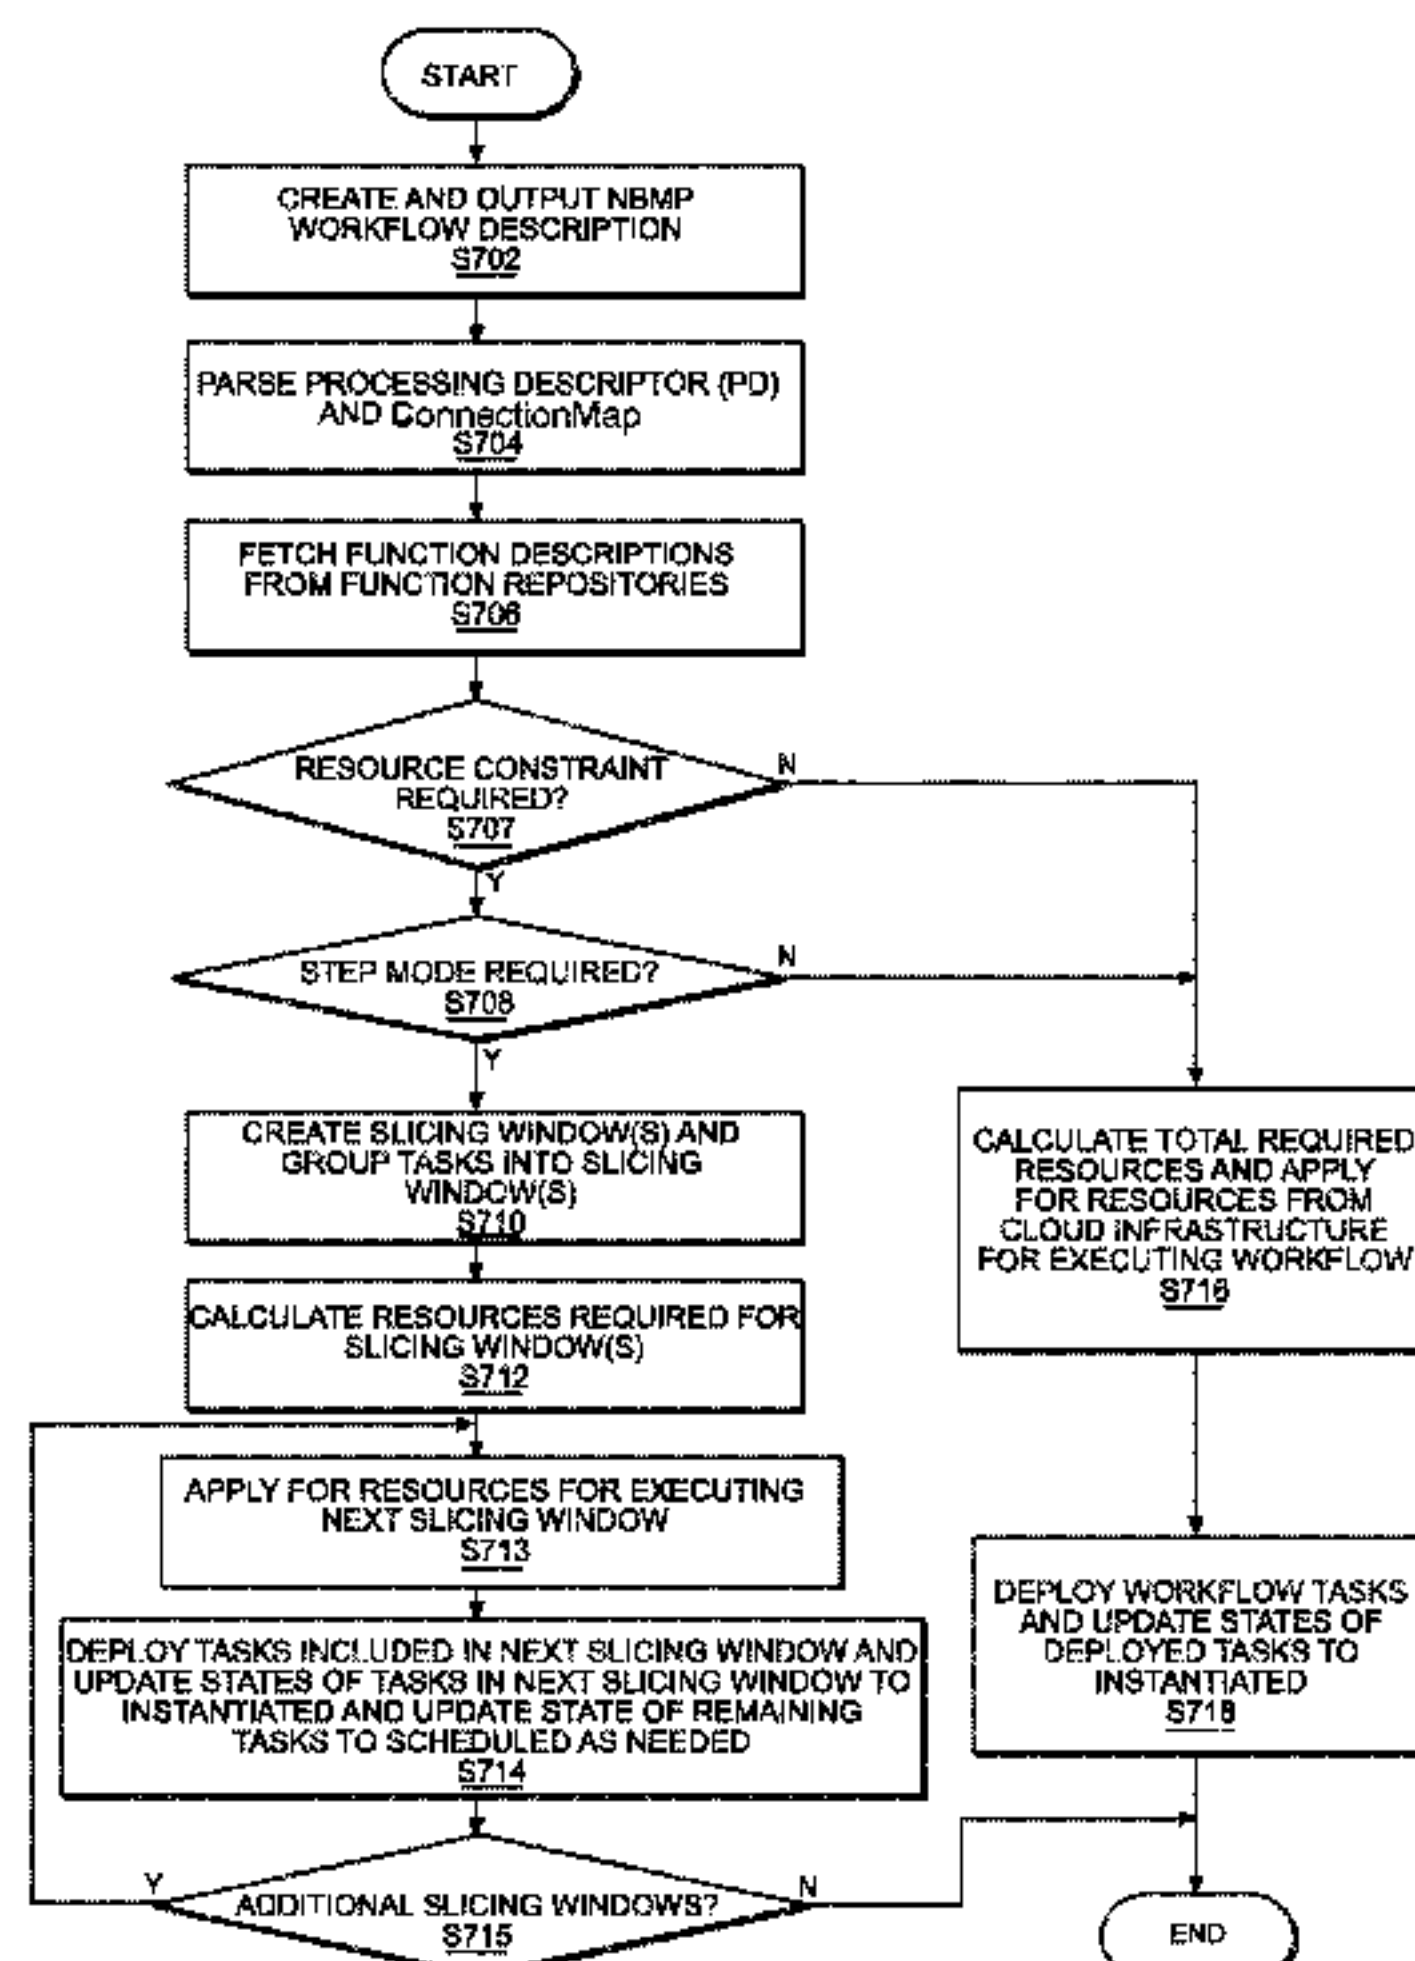 START
CREATE AND OUTPUT NBMP
WORKFLOW DESCRIPTION
S702
PARSE PROCESSING DESCRIPTOR (PD)
AND ConnectionMap
S704
FETCH FUNCTION DESCRIPTIONS
FROM FUNCTION REPOSITORIES
S706
RESOURCE CONSTRAINT
REQUIRED?
S707
N
Y
STEP MODE REQUIRED?
S708
N
Y
CREATE SLICING WINDOW(S) AND
GROUP TASKS INTO SLICING
WINDOW(S)
S710
CALCULATE RESOURCES REQUIRED FOR
SLICING WINDOW(S)
S712
APPLY FOR RESOURCES FOR EXECUTING
NEXT SLICING WINDOW
S713
DEPLOY TASKS INCLUDED IN NEXT SLICING WINDOW AND
UPDATE STATES OF TASKS IN NEXT SLICING WINDOW TO
INSTANTIATED AND UPDATE STATE OF REMAINING
TASKS TO SCHEDULED AS NEEDED
S714
Y
ADDITIONAL SLICING WINDOWS?
S715
N
CALCULATE TOTAL REQUIRED
RESOURCES AND APPLY
FOR RESOURCES FROM
CLOUD INFRASTRUCTURE
FOR EXECUTING WORKFLOW
S716
DEPLOY WORKFLOW TASKS
AND UPDATE STATES OF
DEPLOYED TASKS TO
INSTANTIATED
S718
END